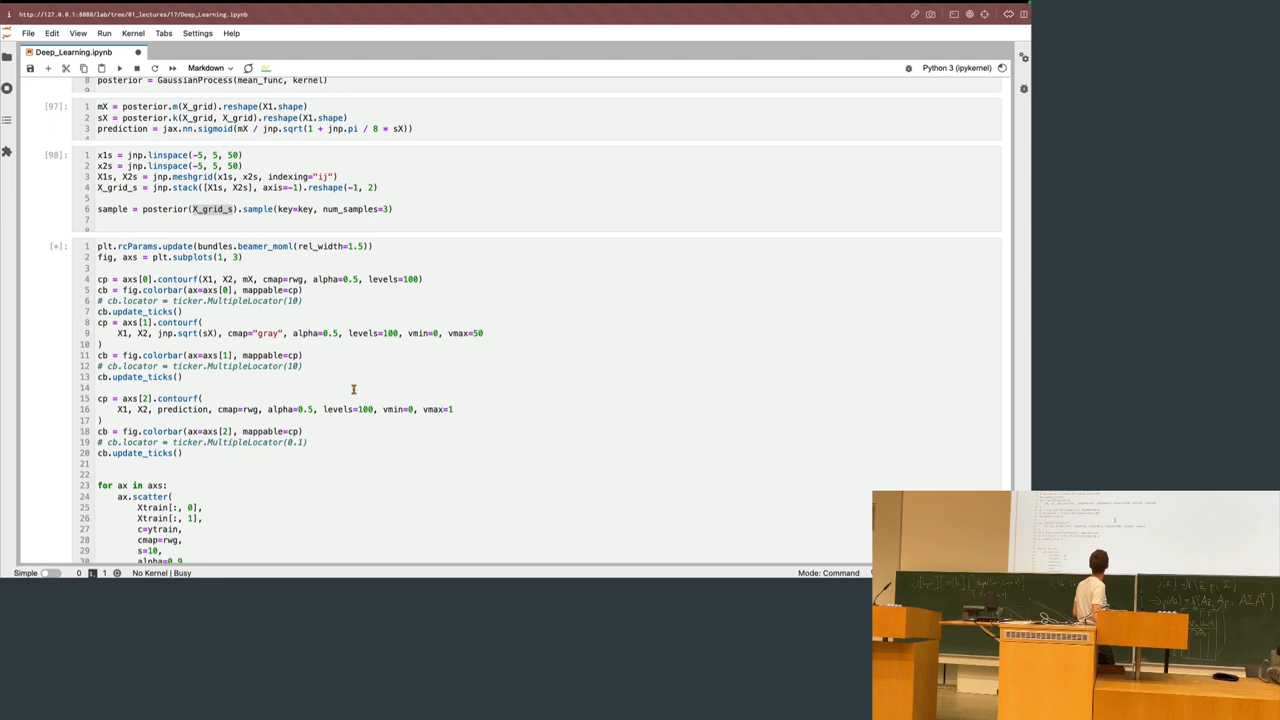 http://127.0.0.1:8888/lab/tree/01_lectures/17/Deep_Learning.ipynb
File Edit View Run Kernel Tabs Settings Help
Deep_Learning.ipynb
Markdown
Python 3 (ipykernel)
8 posterior = GaussianProcess(mean_func, kernel)
9
[97]:
1 mX = posterior.m(X_grid).reshape(X1.shape)
2 sX = posterior.k(X_grid, X_grid).reshape(X1.shape)
3 prediction = jax.nn.sigmoid(mX / jnp.sqrt(1 + jnp.pi / 8 * sX))
4
[98]:
1 x1s = jnp.linspace(-5, 5, 50)
2 x2s = jnp.linspace(-5, 5, 50)
3 X1s, X2s = jnp.meshgrid(x1s, x2s, indexing="ij")
4 X_grid_s = jnp.stack([X1s, X2s], axis=-1).reshape(-1, 2)
5
6 sample = posterior(X_grid_s).sample(key=key, num_samples=3)
7
8
9
[*]:
1 plt.rcParams.update(bundles.beamer_moml(rel_width=1.5))
2 fig, axs = plt.subplots(1, 3)
3
4 cp = axs[0].contourf(X1, X2, mX, cmap=rwg, alpha=0.5, levels=100)
5 cb = fig.colorbar(ax=axs[0], mappable=cp)
6 # cb.locator = ticker.MultipleLocator(10)
7 cb.update_ticks()
8 cp = axs[1].contourf(
9 X1, X2, jnp.sqrt(sX), cmap="gray", alpha=0.5, levels=100, vmin=0, vmax=50
10 )
11 cb = fig.colorbar(ax=axs[1], mappable=cp)
12 # cb.locator = ticker.MultipleLocator(10)
13 cb.update_ticks()
14
15 cp = axs[2].contourf(
16 X1, X2, prediction, cmap=rwg, alpha=0.5, levels=100, vmin=0, vmax=1
17 )
18 cb = fig.colorbar(ax=axs[2], mappable=cp)
19 # cb.locator = ticker.MultipleLocator(0.1)
20 cb.update_ticks()
21
22
23 for ax in axs:
24 ax.scatter(
25 Xtrain[:, 0],
26 Xtrain[:, 1],
27 c=ytrain,
28 cmap=rwg,
29 s=10,
30 alpha=0.9,
Simple 0 1 No Kernel | Busy
Mode: Command